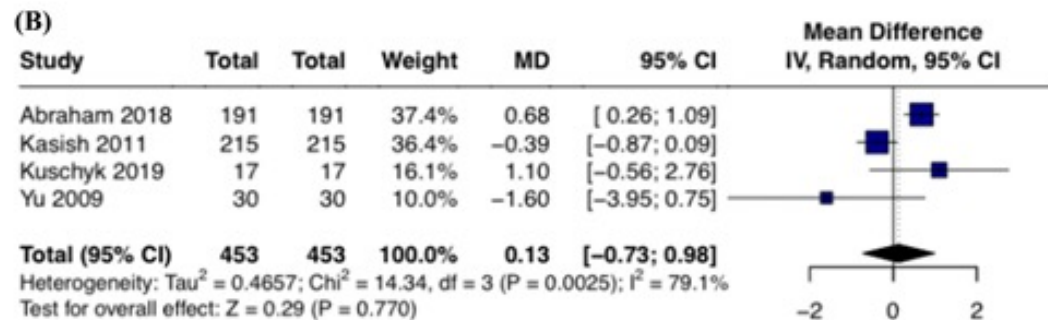 (B)
Mean Difference
Study Total Total Weight MD 95% CI IV, Random, 95% CI
Abraham 2018 191 191 37.4% 0.68 [ 0.26; 1.09]
Kasish 2011 215 215 36.4% −0.39 [−0.87; 0.09]
Kuschyk 2019 17 17 16.1% 1.10 [−0.56; 2.76]
Yu 2009 30 30 10.0% −1.60 [−3.95; 0.75]
Total (95% CI) 453 453 100.0% 0.13 [−0.73; 0.98]
Heterogeneity: Tau² = 0.4657; Chi² = 14.34, df = 3 (P = 0.0025); I² = 79.1%
Test for overall effect: Z = 0.29 (P = 0.770)
−2 0 2